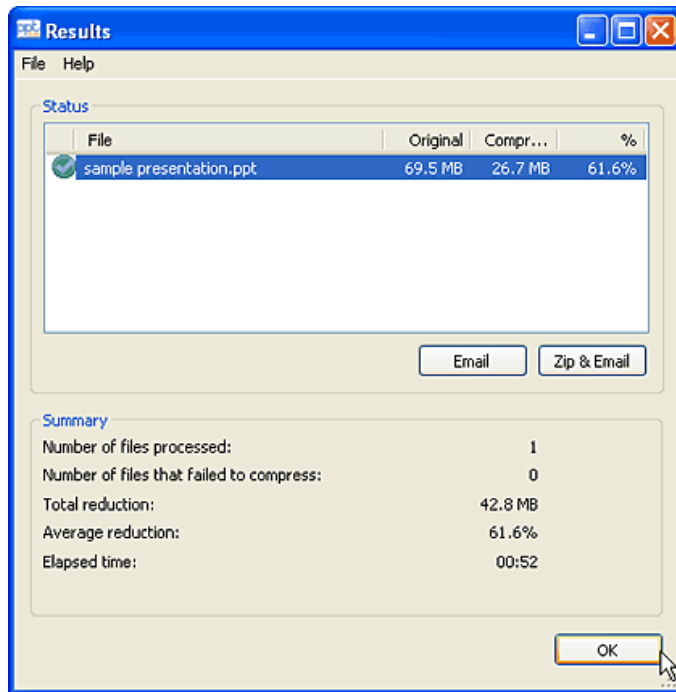 Results
File Help
Status
File Original Compr... %
sample presentation.ppt 69.5 MB 26.7 MB 61.6%
Email Zip & Email
Summary
Number of files processed: 1
Number of files that failed to compress: 0
Total reduction: 42.8 MB
Average reduction: 61.6%
Elapsed time: 00:52
OK